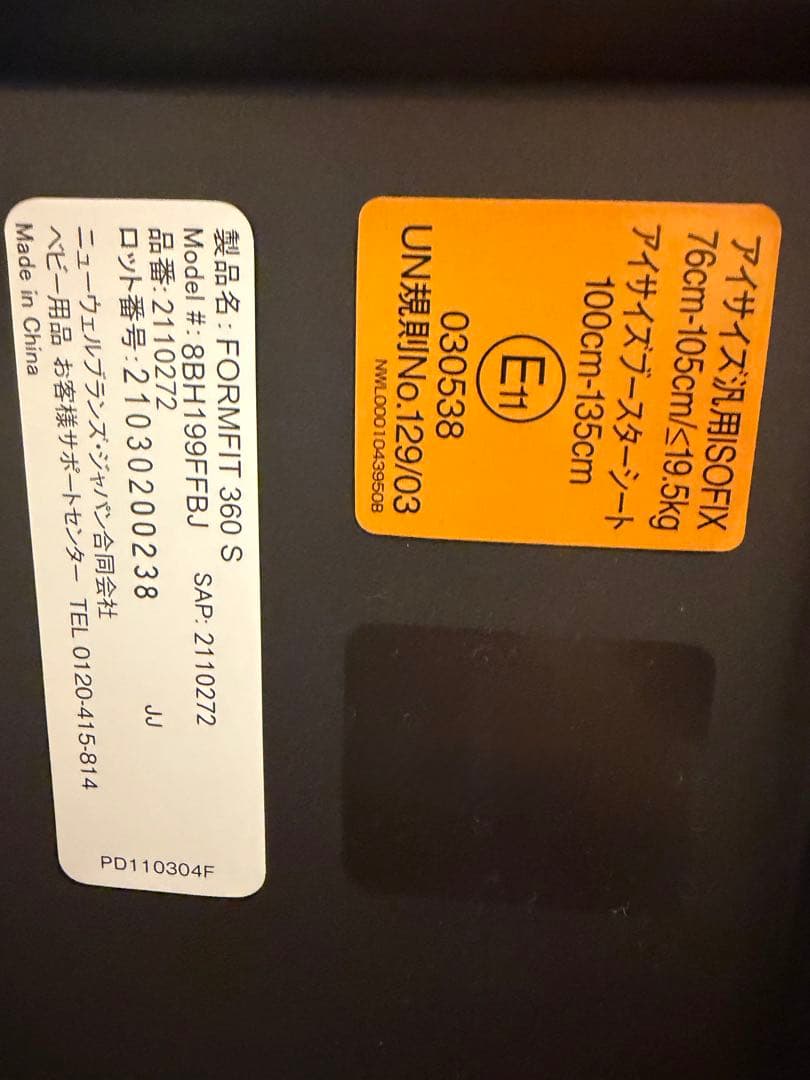 アイサイズ汎用ISOFIX
76cm-105cm/≤19.5kg
アイサイズブースターシート
100cm-135cm
E11
030538
UN規則No.129/03
NWL0001043950B
製品名: FORMFIT 360 S
Model #: 8BH199FFBJ SAP: 2110272
品番: 2110272
ロット番号: 21030200238 JJ
ニューウェルブランズ・ジャパン合同会社
ベビー用品 お客様サポートセンター TEL 0120-415-814
Made in China
PD110304F